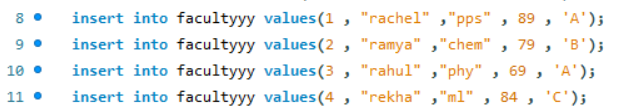 8 ● insert into facultyyy values(1 , "rachel" ,"pps" , 89 , 'A');
9 ● insert into facultyyy values(2 , "ramya" ,"chem" , 79 , 'B');
10 ● insert into facultyyy values(3 , "rahul" ,"phy" , 69 , 'A');
11 ● insert into facultyyy values(4 , "rekha" ,"ml" , 84 , 'C');